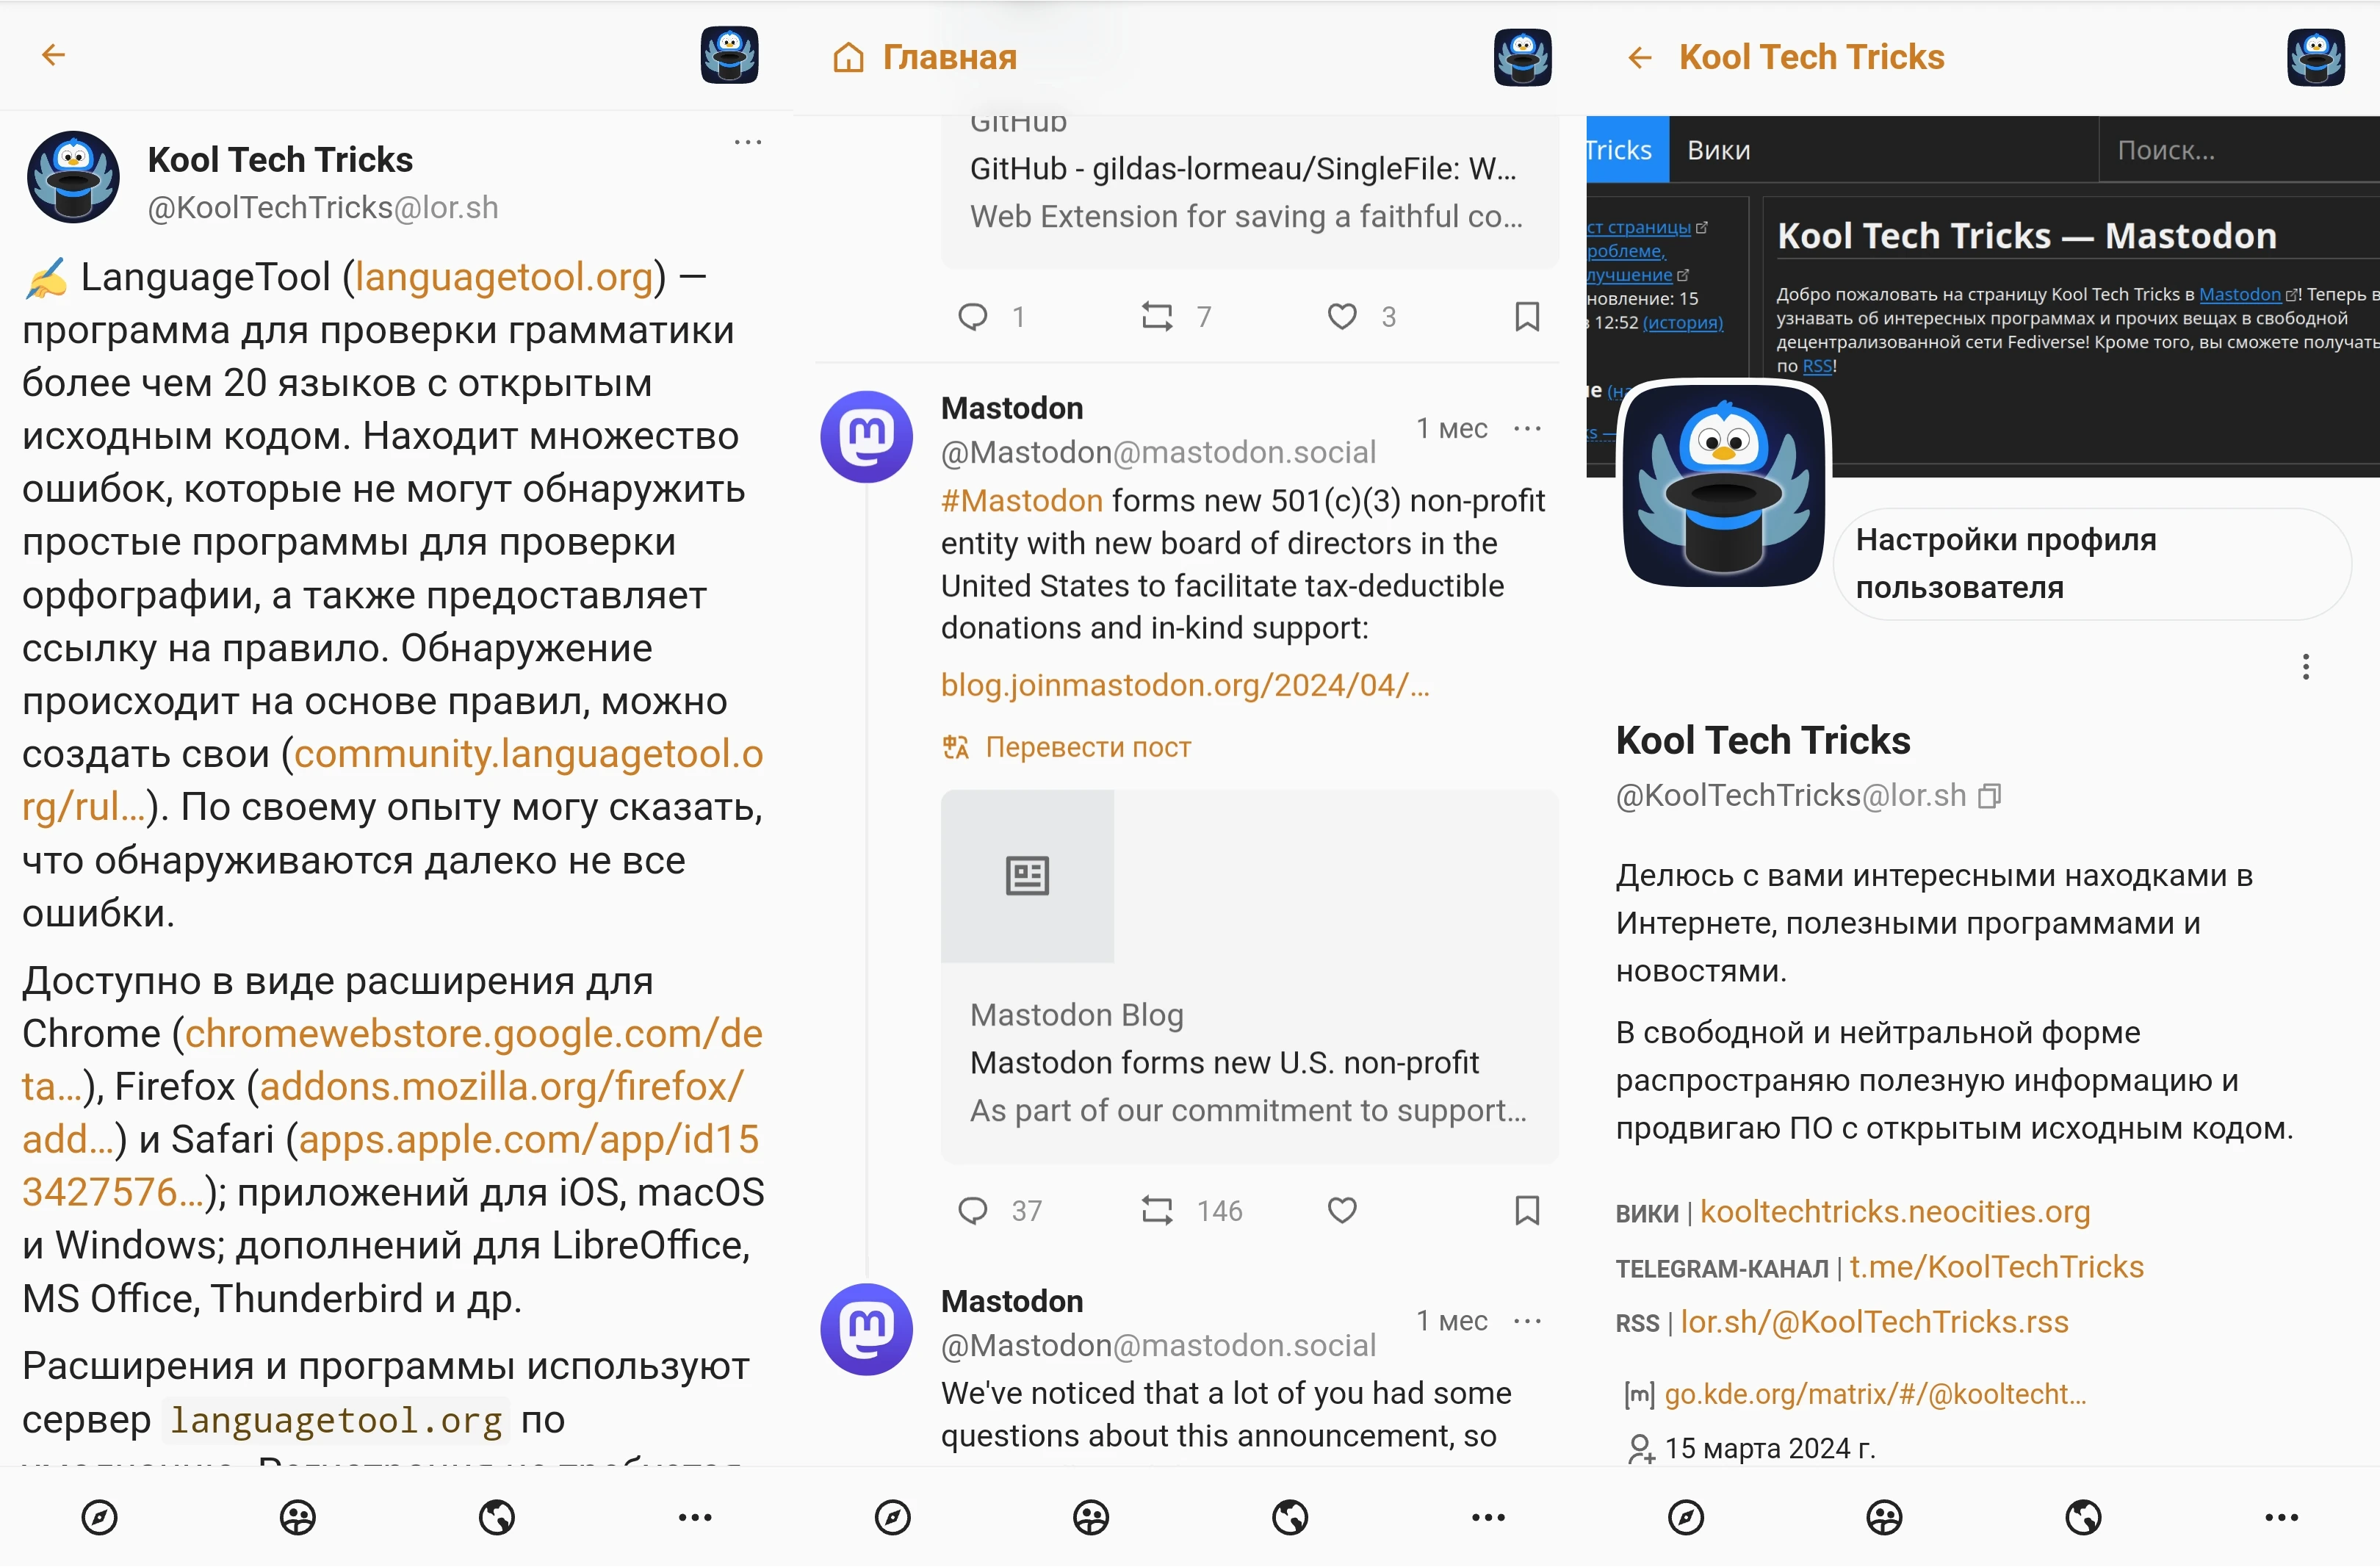 Kool Tech Tricks
@KoolTechTricks@lor.sh
✍️ LanguageTool (languagetool.org) —
программа для проверки грамматики
более чем 20 языков с открытым
исходным кодом. Находит множество
ошибок, которые не могут обнаружить
простые программы для проверки
орфографии, а также предоставляет
ссылку на правило. Обнаружение
происходит на основе правил, можно
создать свои (community.languagetool.o
rg/rul…). По своему опыту могу сказать,
что обнаруживаются далеко не все
ошибки.
Доступно в виде расширения для
Chrome (chromewebstore.google.com/de
ta…), Firefox (addons.mozilla.org/firefox/
add…) и Safari (apps.apple.com/app/id15
3427576…); приложений для iOS, macOS
и Windows; дополнений для LibreOffice,
MS Office, Thunderbird и др.
Расширения и программы используют
сервер languagetool.org по
Главная
GitHub
GitHub - gildas-lormeau/SingleFile: W…
Web Extension for saving a faithful co…
1 7 3
Mastodon
1 мес
@Mastodon@mastodon.social
#Mastodon forms new 501(c)(3) non-profit
entity with new board of directors in the
United States to facilitate tax-deductible
donations and in-kind support:
blog.joinmastodon.org/2024/04/…
Перевести пост
Mastodon Blog
Mastodon forms new U.S. non-profit
As part of our commitment to support…
37 146
Mastodon
1 мес
@Mastodon@mastodon.social
We've noticed that a lot of you had some
questions about this announcement, so
Kool Tech Tricks
Tricks Вики Поиск...
ст страницы
роблеме,
лучшение
новление: 15
в 12:52 (история)
Kool Tech Tricks — Mastodon
Добро пожаловать на страницу Kool Tech Tricks в Mastodon! Теперь в
узнавать об интересных программах и прочих вещах в свободной
децентрализованной сети Fediverse! Кроме того, вы сможете получать
по RSS!
Настройки профиля
пользователя
Kool Tech Tricks
@KoolTechTricks@lor.sh
Делюсь с вами интересными находками в
Интернете, полезными программами и
новостями.
В свободной и нейтральной форме
распространяю полезную информацию и
продвигаю ПО с открытым исходным кодом.
ВИКИ | kooltechtricks.neocities.org
TELEGRAM-КАНАЛ | t.me/KoolTechTricks
RSS | lor.sh/@KoolTechTricks.rss
[m] go.kde.org/matrix/#/@kooltecht…
15 марта 2024 г.